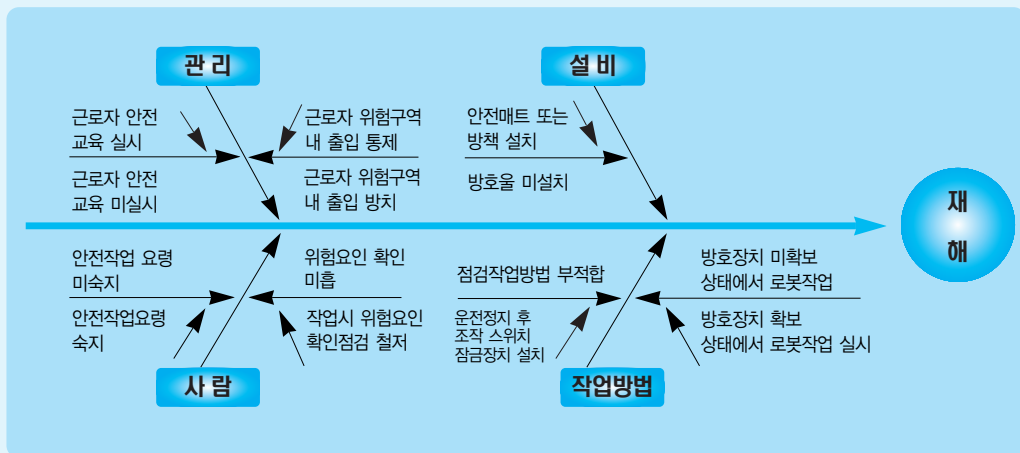 관 리
설 비
근로자 안전
교육 실시
근로자 위험구역
내 출입 통제
안전매트 또는
방책 설치
근로자 안전
교육 미실시
근로자 위험구역
내 출입 방치
방호울 미설치
재
해
안전작업 요령
미숙지
위험요인 확인
미흡
점검작업방법 부적합
방호장치 미확보
상태에서 로봇작업
안전작업요령
숙지
작업시 위험요인
확인점검 철저
운전정지 후
조작 스위치
잠금장치 설치
방호장치 확보
상태에서 로봇작업 실시
사 람
작업방법